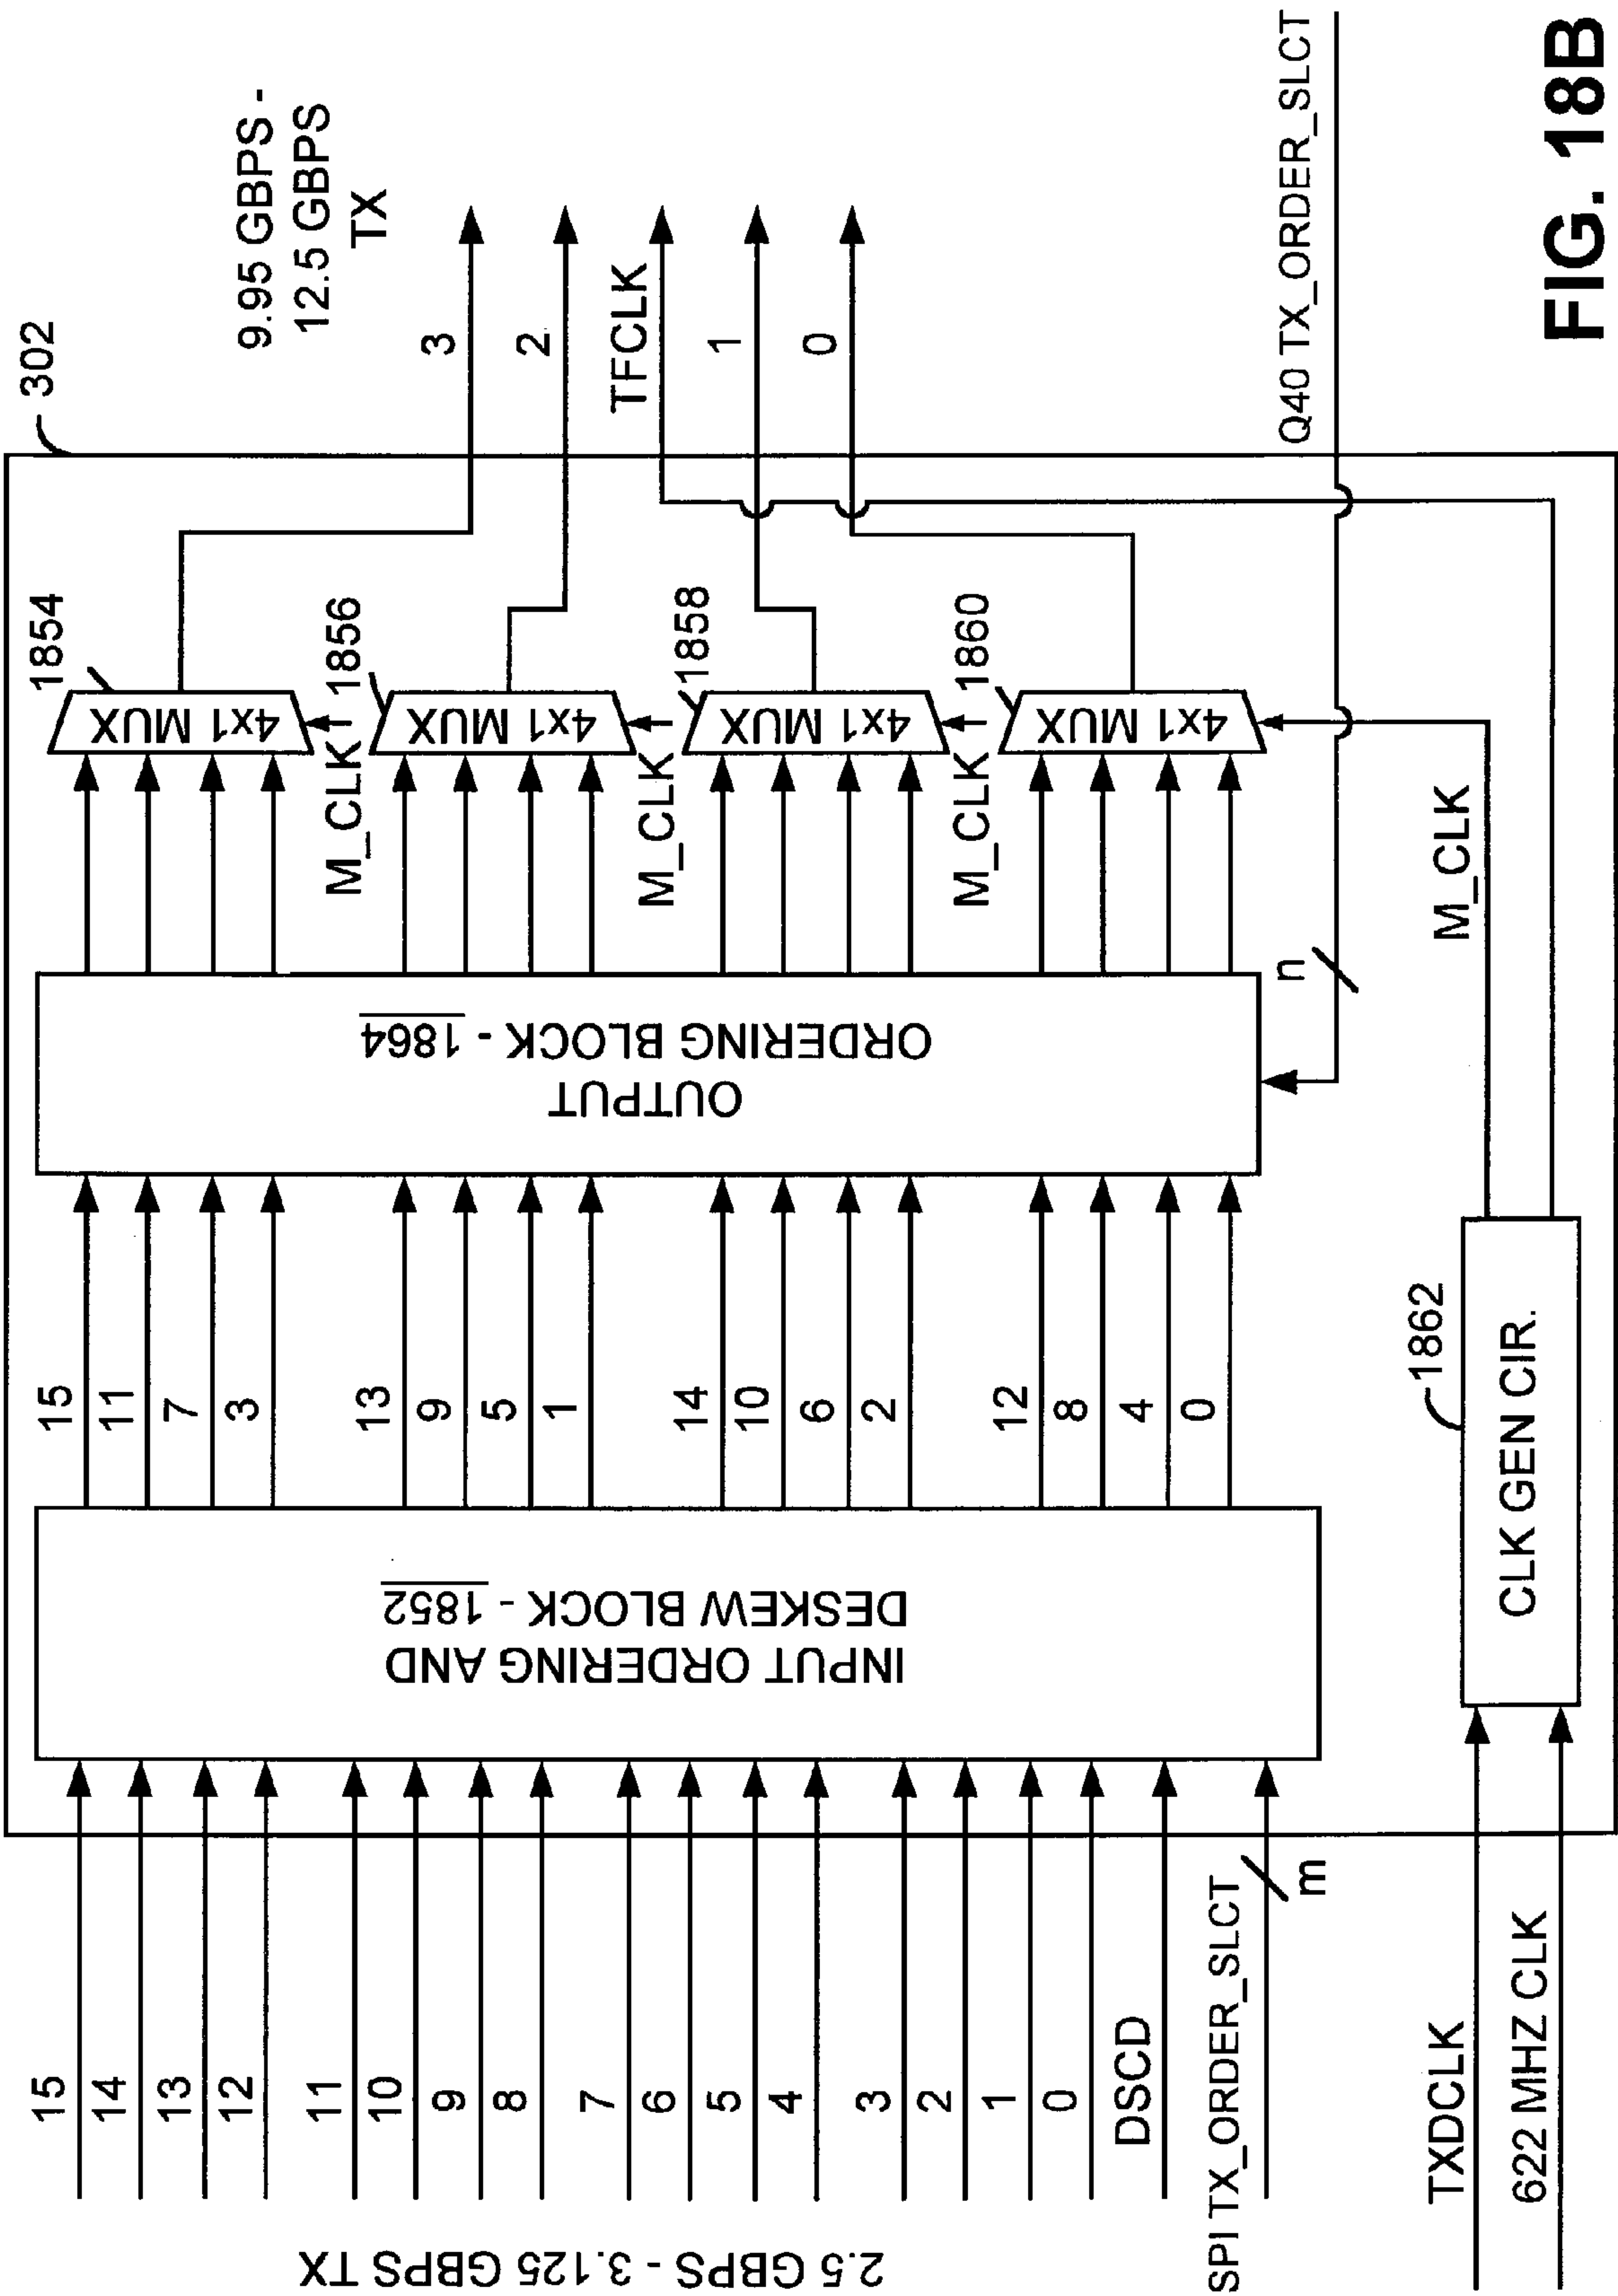 302
9.95 GBPS -
12.5 GBPS
TX
2.5 GBPS - 3.125 GBPS TX
15
14
13
12
11
10
9
8
7
6
5
4
3
2
1
0
DSCD
SPI TX_ORDER_SLCT
m
TXDCLK
622 MHZ CLK
INPUT ORDERING AND
DESKEW BLOCK - 1852
15
11
7
3
13
9
5
1
14
10
6
2
12
8
4
0
OUTPUT
ORDERING BLOCK - 1864
n
1862
CLK GEN CIR.
M_CLK
1854
4x1 MUX
M_CLK
1856
4x1 MUX
M_CLK
1858
4x1 MUX
M_CLK
1860
4x1 MUX
3
2
TFCLK
1
0
Q40 TX_ORDER_SLCT
FIG. 18B